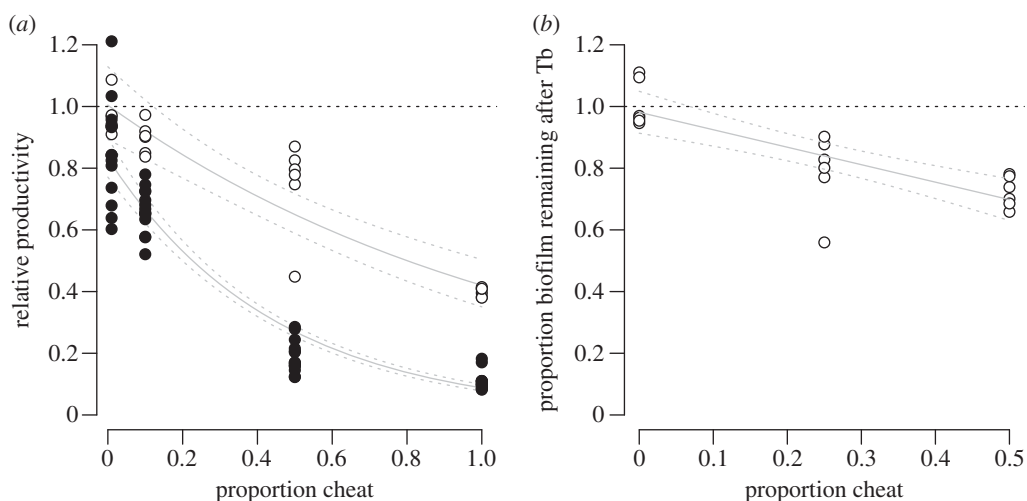 (a)
1.2
1.0
0.8
0.6
0.4
0.2
0
relative productivity
0 0.2 0.4 0.6 0.8 1.0
proportion cheat
(b)
1.2
1.0
0.8
0.6
0.4
0.2
0
proportion biofilm remaining after Tb
0 0.1 0.2 0.3 0.4 0.5
proportion cheat